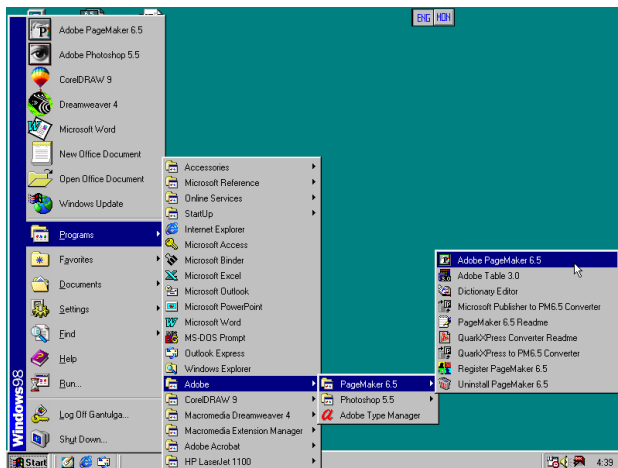 ENG MON
Adobe PageMaker 6.5
Adobe Photoshop 5.5
CorelDRAW 9
Dreamweaver 4
Microsoft Word
New Office Document
Open Office Document
Windows Update
Programs
Favorites
Documents
Settings
Find
Help
Run...
Log Off Gantulga...
Shut Down...
Windows98
Accessories
Microsoft Reference
Online Services
StartUp
Internet Explorer
Microsoft Access
Microsoft Binder
Microsoft Excel
Microsoft Outlook
Microsoft PowerPoint
Microsoft Word
MS-DOS Prompt
Outlook Express
Windows Explorer
Adobe
CorelDRAW 9
Macromedia Dreamweaver 4
Macromedia Extension Manager
Adobe Acrobat
HP LaserJet 1100
PageMaker 6.5
Photoshop 5.5
Adobe Type Manager
Adobe PageMaker 6.5
Adobe Table 3.0
Dictionary Editor
Microsoft Publisher to PM6.5 Converter
PageMaker 6.5 Readme
QuarkXPress Converter Readme
QuarkXPress to PM6.5 Converter
Register PageMaker 6.5
Uninstall PageMaker 6.5
Start
4:39